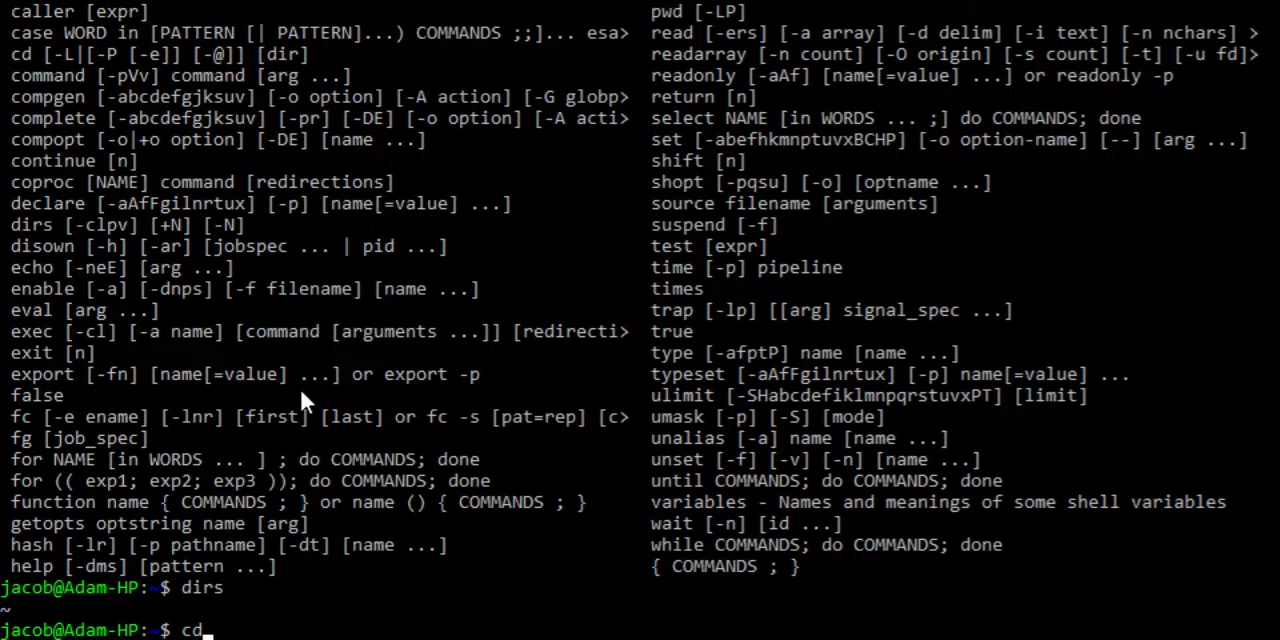 caller [expr]
case WORD in [PATTERN [| PATTERN]...) COMMANDS ;;]... esa>
cd [-L|[-P [-e]] [-@]] [dir]
command [-pVv] command [arg ...]
compgen [-abcdefgjksuv] [-o option] [-A action] [-G globp>
complete [-abcdefgjksuv] [-pr] [-DE] [-o option] [-A acti>
compopt [-o|+o option] [-DE] [name ...]
continue [n]
coproc [NAME] command [redirections]
declare [-aAfFgilnrtux] [-p] [name[=value] ...]
dirs [-clpv] [+N] [-N]
disown [-h] [-ar] [jobspec ... | pid ...]
echo [-neE] [arg ...]
enable [-a] [-dnps] [-f filename] [name ...]
eval [arg ...]
exec [-cl] [-a name] [command [arguments ...]] [redirecti>
exit [n]
export [-fn] [name[=value] ...] or export -p
false
fc [-e ename] [-lnr] [first] [last] or fc -s [pat=rep] [c>
fg [job_spec]
for NAME [in WORDS ... ] ; do COMMANDS; done
for (( exp1; exp2; exp3 )); do COMMANDS; done
function name { COMMANDS ; } or name () { COMMANDS ; }
getopts optstring name [arg]
hash [-lr] [-p pathname] [-dt] [name ...]
help [-dms] [pattern ...]
pwd [-LP]
read [-ers] [-a array] [-d delim] [-i text] [-n nchars] >
readarray [-n count] [-O origin] [-s count] [-t] [-u fd]>
readonly [-aAf] [name[=value] ...] or readonly -p
return [n]
select NAME [in WORDS ... ;] do COMMANDS; done
set [-abefhkmnptuvxBCHP] [-o option-name] [--] [arg ...]
shift [n]
shopt [-pqsu] [-o] [optname ...]
source filename [arguments]
suspend [-f]
test [expr]
time [-p] pipeline
times
trap [-lp] [[arg] signal_spec ...]
true
type [-afptP] name [name ...]
typeset [-aAfFgilnrtux] [-p] name[=value] ...
ulimit [-SHabcdefiklmnpqrstuvxPT] [limit]
umask [-p] [-S] [mode]
unalias [-a] name [name ...]
unset [-f] [-v] [-n] [name ...]
until COMMANDS; do COMMANDS; done
variables - Names and meanings of some shell variables
wait [-n] [id ...]
while COMMANDS; do COMMANDS; done
{ COMMANDS ; }
jacob@Adam-HP:~$ dirs
~
jacob@Adam-HP:~$ cd